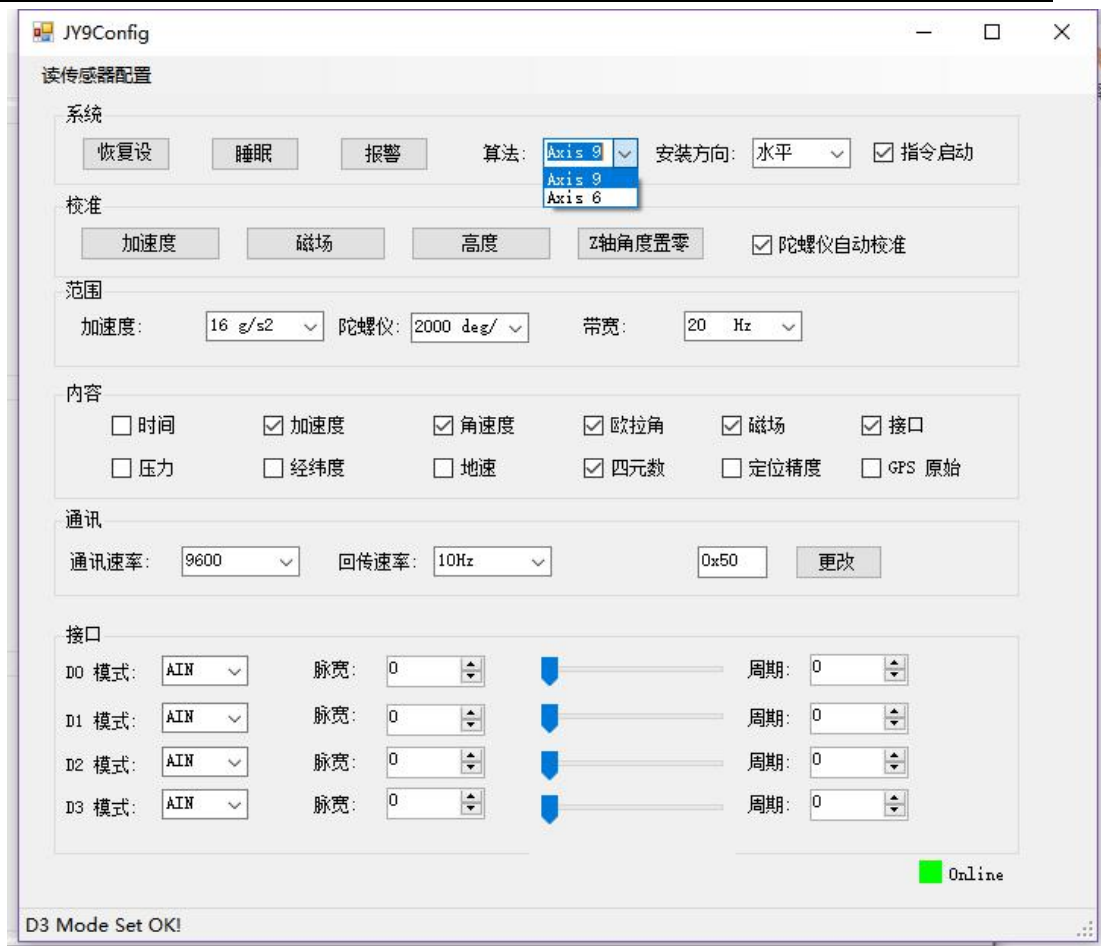 JY9Config
读传感器配置
系统
恢复设 睡眠 报警 算法: Axis 9 安装方向: 水平 指令启动
Axis 9
Axis 6
校准
加速度 磁场 高度 Z轴角度置零 陀螺仪自动校准
范围
加速度: 16 g/s2 陀螺仪: 2000 deg/ 带宽: 20 Hz
内容
时间 加速度 角速度 欧拉角 磁场 接口
压力 经纬度 地速 四元数 定位精度 GPS 原始
通讯
通讯速率: 9600 回传速率: 10Hz 0x50 更改
接口
D0 模式: AIN 脉宽: 0 周期: 0
D1 模式: AIN 脉宽: 0 周期: 0
D2 模式: AIN 脉宽: 0 周期: 0
D3 模式: AIN 脉宽: 0 周期: 0
Online
D3 Mode Set OK!